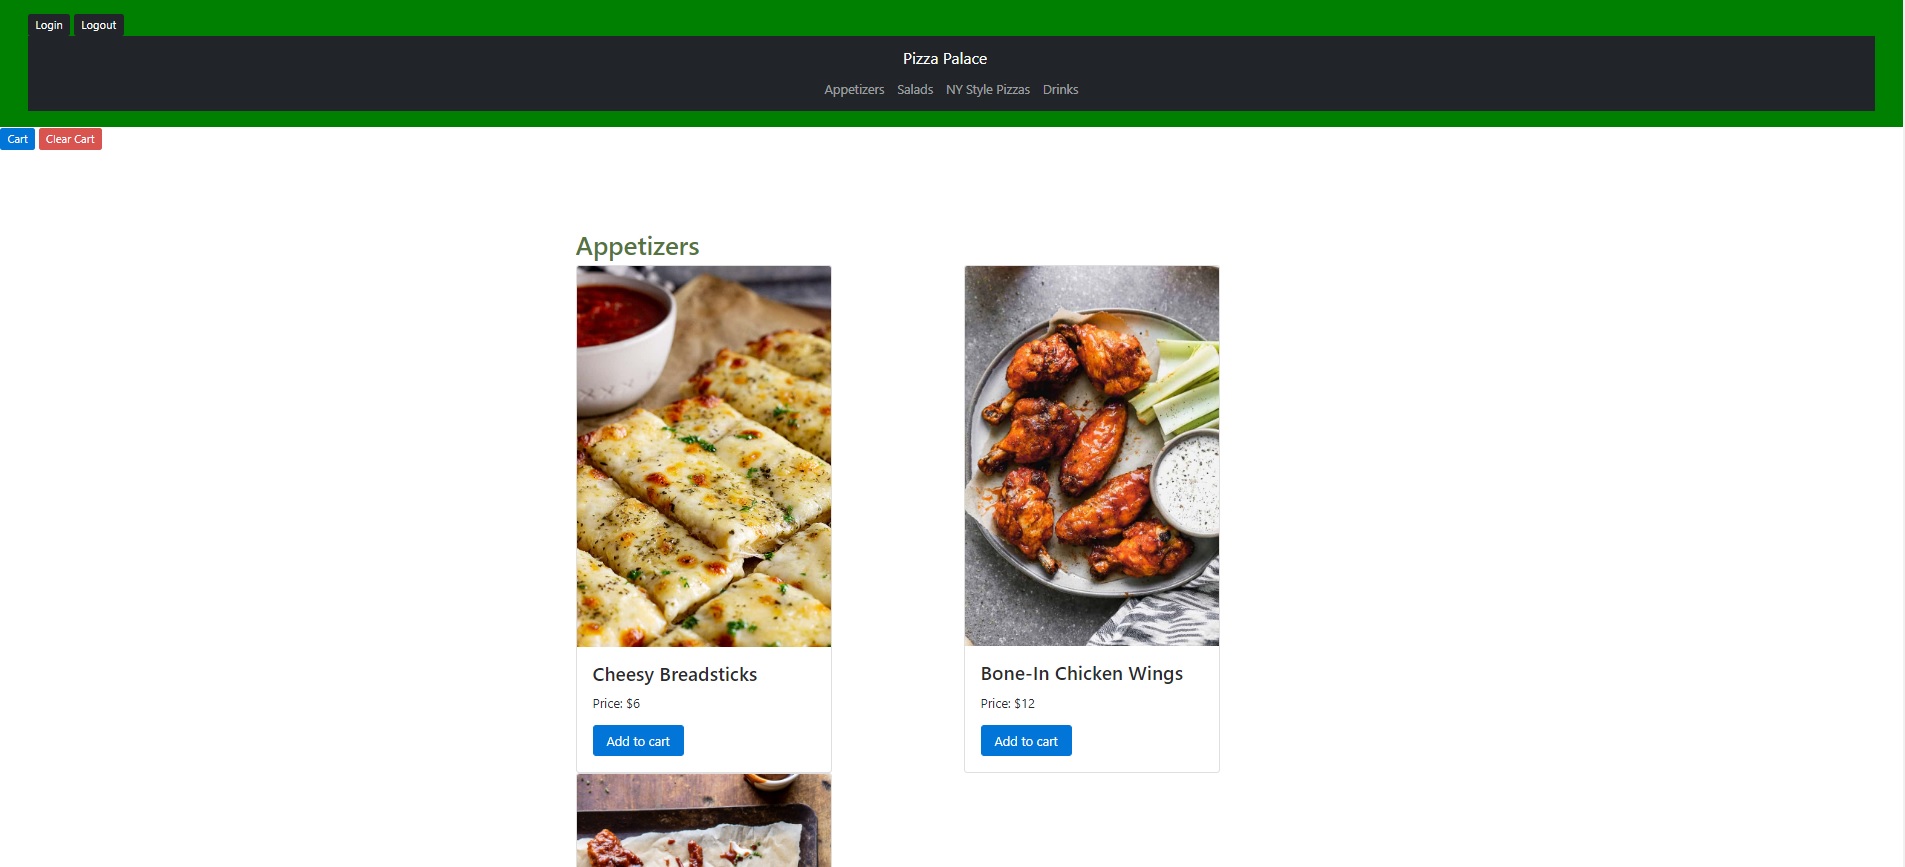 Login Logout
Pizza Palace
Appetizers Salads NY Style Pizzas Drinks
Cart Clear Cart
Appetizers
Cheesy Breadsticks
Price: $6
Add to cart
Bone-In Chicken Wings
Price: $12
Add to cart